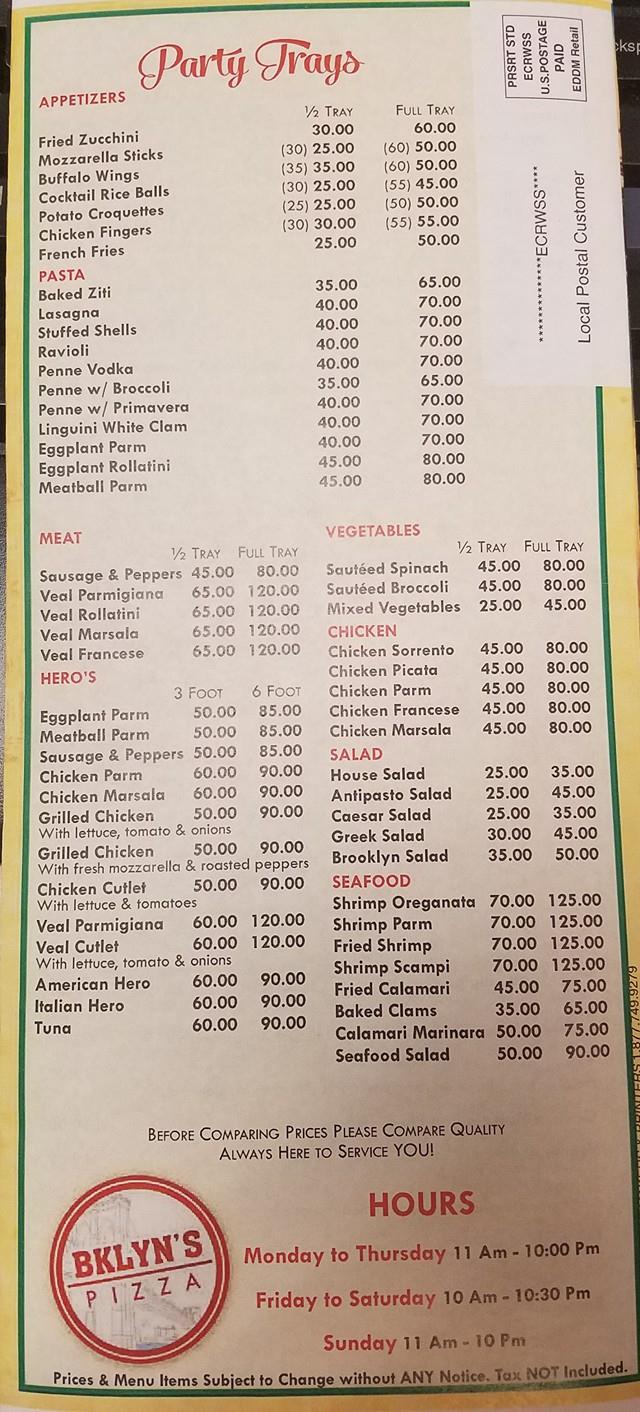 Party Trays
PRSRT STD
ECRWSS
U.S.POSTAGE
PAID
EDDM Retail
**************ECRWSS****
Local Postal Customer
APPETIZERS
½ TRAY FULL TRAY
Fried Zucchini 30.00 60.00
Mozzarella Sticks (30) 25.00 (60) 50.00
Buffalo Wings (35) 35.00 (60) 50.00
Cocktail Rice Balls (30) 25.00 (55) 45.00
Potato Croquettes (25) 25.00 (50) 50.00
Chicken Fingers (30) 30.00 (55) 55.00
French Fries 25.00 50.00
PASTA
Baked Ziti 35.00 65.00
Lasagna 40.00 70.00
Stuffed Shells 40.00 70.00
Ravioli 40.00 70.00
Penne Vodka 40.00 70.00
Penne w/ Broccoli 35.00 65.00
Penne w/ Primavera 40.00 70.00
Linguini White Clam 40.00 70.00
Eggplant Parm 40.00 70.00
Eggplant Rollatini 45.00 80.00
Meatball Parm 45.00 80.00
MEAT
½ TRAY FULL TRAY
Sausage & Peppers 45.00 80.00
Veal Parmigiana 65.00 120.00
Veal Rollatini 65.00 120.00
Veal Marsala 65.00 120.00
Veal Francese 65.00 120.00
HERO'S
3 FOOT 6 FOOT
Eggplant Parm 50.00 85.00
Meatball Parm 50.00 85.00
Sausage & Peppers 50.00 85.00
Chicken Parm 60.00 90.00
Chicken Marsala 60.00 90.00
Grilled Chicken 50.00 90.00
With lettuce, tomato & onions
Grilled Chicken 50.00 90.00
With fresh mozzarella & roasted peppers
Chicken Cutlet 50.00 90.00
With lettuce & tomatoes
Veal Parmigiana 60.00 120.00
Veal Cutlet 60.00 120.00
With lettuce, tomato & onions
American Hero 60.00 90.00
Italian Hero 60.00 90.00
Tuna 60.00 90.00
VEGETABLES
½ TRAY FULL TRAY
Sautéed Spinach 45.00 80.00
Sautéed Broccoli 45.00 80.00
Mixed Vegetables 25.00 45.00
CHICKEN
Chicken Sorrento 45.00 80.00
Chicken Picata 45.00 80.00
Chicken Parm 45.00 80.00
Chicken Francese 45.00 80.00
Chicken Marsala 45.00 80.00
SALAD
House Salad 25.00 35.00
Antipasto Salad 25.00 45.00
Caesar Salad 25.00 35.00
Greek Salad 30.00 45.00
Brooklyn Salad 35.00 50.00
SEAFOOD
Shrimp Oreganata 70.00 125.00
Shrimp Parm 70.00 125.00
Fried Shrimp 70.00 125.00
Shrimp Scampi 70.00 125.00
Fried Calamari 45.00 75.00
Baked Clams 35.00 65.00
Calamari Marinara 50.00 75.00
Seafood Salad 50.00 90.00
PRINTERS 1.877.749.9279
BEFORE COMPARING PRICES PLEASE COMPARE QUALITY
ALWAYS HERE TO SERVICE YOU!
BKLYN'S
PIZZA
HOURS
Monday to Thursday 11 Am - 10:00 Pm
Friday to Saturday 10 Am - 10:30 Pm
Sunday 11 Am - 10 Pm
Prices & Menu Items Subject to Change without ANY Notice. Tax NOT Included.